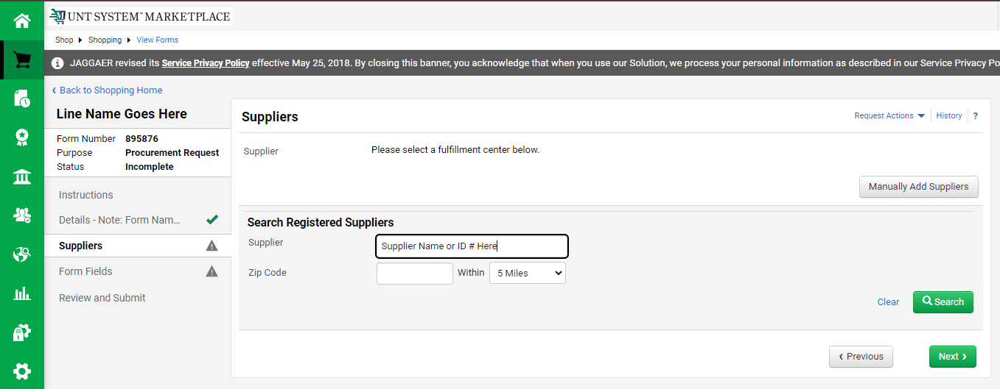 UNT SYSTEM™ MARKETPLACE
Shop Shopping View Forms
JAGGAER revised its Service Privacy Policy effective May 25, 2018. By closing this banner, you acknowledge that when you use our Solution, we process your personal information as described in our Service Privacy Po
Back to Shopping Home
Line Name Goes Here
Form Number 895876
Purpose Procurement Request
Status Incomplete
Instructions
Details - Note: Form Nam...
Suppliers
Form Fields
Review and Submit
Suppliers
Request Actions History ?
Supplier Please select a fulfillment center below.
Manually Add Suppliers
Search Registered Suppliers
Supplier Supplier Name or ID # Here
Zip Code Within 5 Miles
Clear Search
‹ Previous Next ›